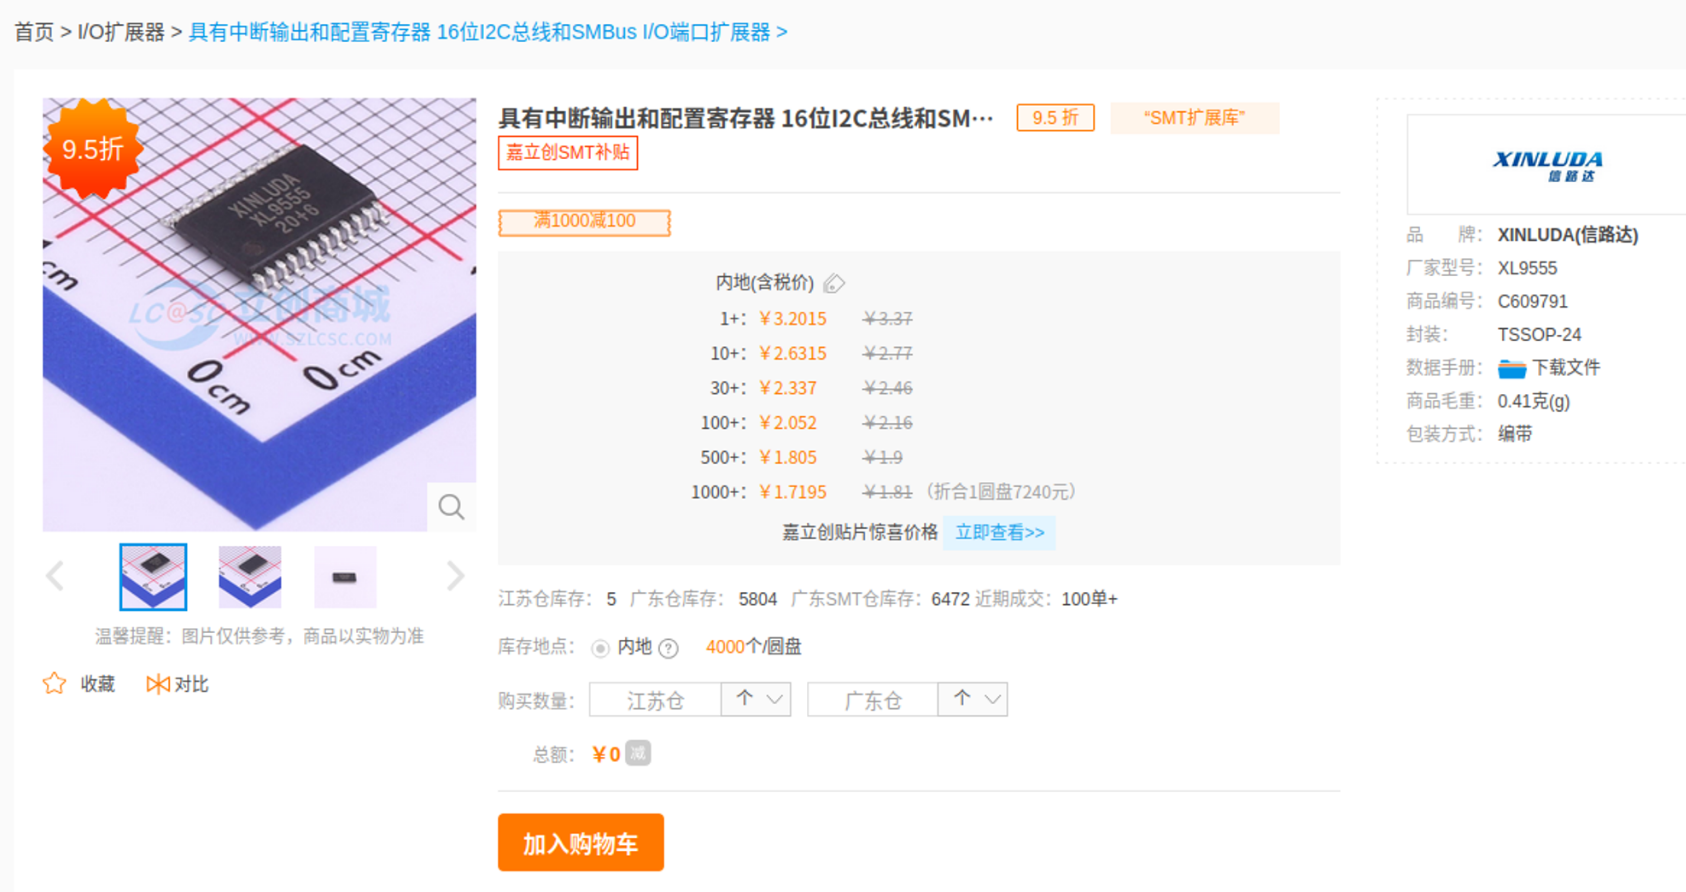 首页 > I/O扩展器 > 具有中断输出和配置寄存器 16位I2C总线和SMBus I/O端口扩展器 >
9.5折
XINLUDA
XL9555
20+6
LC@SC 立创商城
WWW.SZLCSC.COM
cm
0cm
0cm
温馨提醒：图片仅供参考，商品以实物为准
收藏 对比
具有中断输出和配置寄存器 16位I2C总线和SM··· 9.5 折 “SMT扩展库”
嘉立创SMT补贴
满1000减100
内地(含税价)
1+： ￥3.2015 ￥3.37
10+： ￥2.6315 ￥2.77
30+： ￥2.337 ￥2.46
100+： ￥2.052 ￥2.16
500+： ￥1.805 ￥1.9
1000+： ￥1.7195 ￥1.81 （折合1圆盘7240元）
嘉立创贴片惊喜价格 立即查看>>
江苏仓库存： 5 广东仓库存： 5804 广东SMT仓库存：6472 近期成交：100单+
库存地点： 内地 ? 4000个/圆盘
购买数量： 江苏仓 个 广东仓 个
总额： ￥0 减
加入购物车
XINLUDA
信路达
品 牌： XINLUDA(信路达)
厂家型号： XL9555
商品编号： C609791
封装： TSSOP-24
数据手册： 下载文件
商品毛重： 0.41克(g)
包装方式： 编带